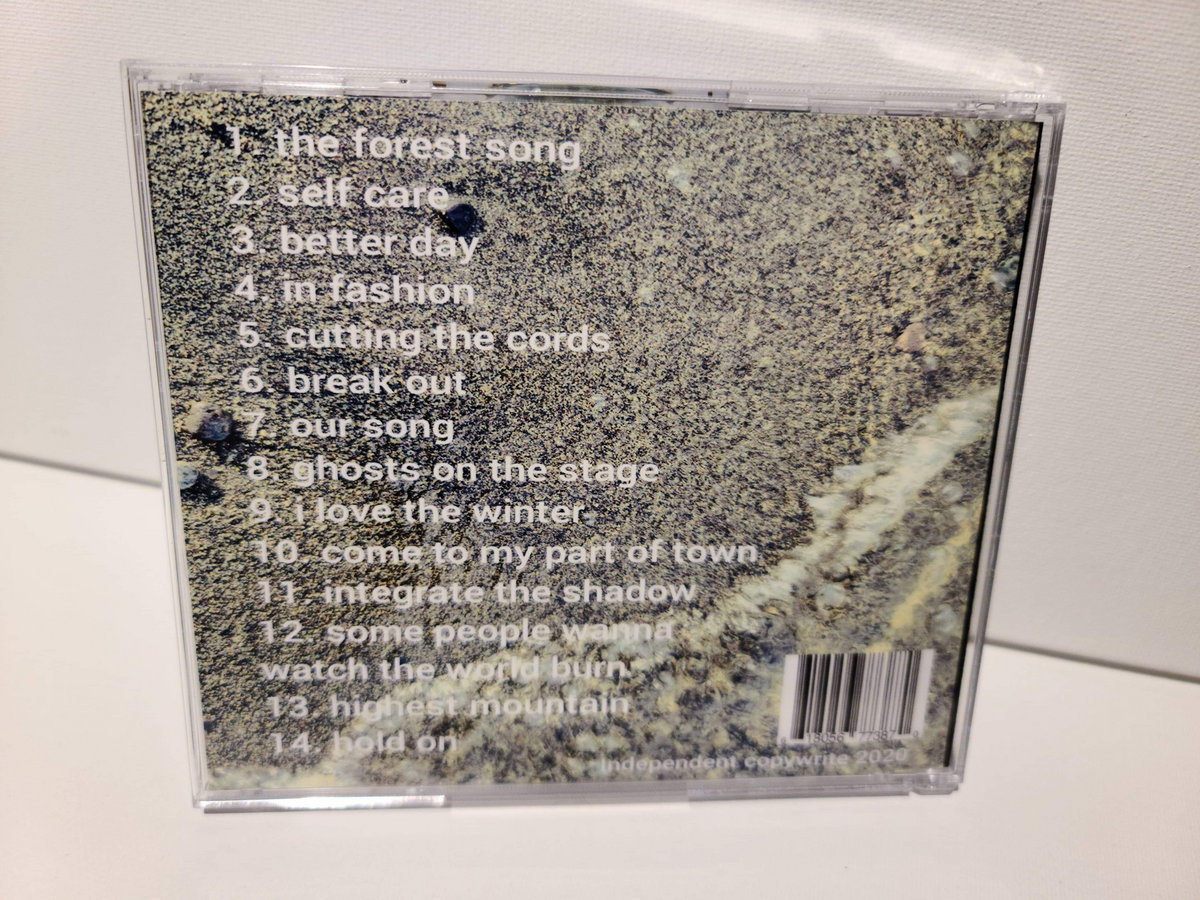 1. the forest song
2. self care
3. better day
4. in fashion
5. cutting the cords
6. break out
7. our song
8. ghosts on the stage
9. i love the winter
10. come to my part of town
11. integrate the shadow
12. some people wanna
watch the world burn
13. highest mountain
14. hold on
independent copywrite 2020